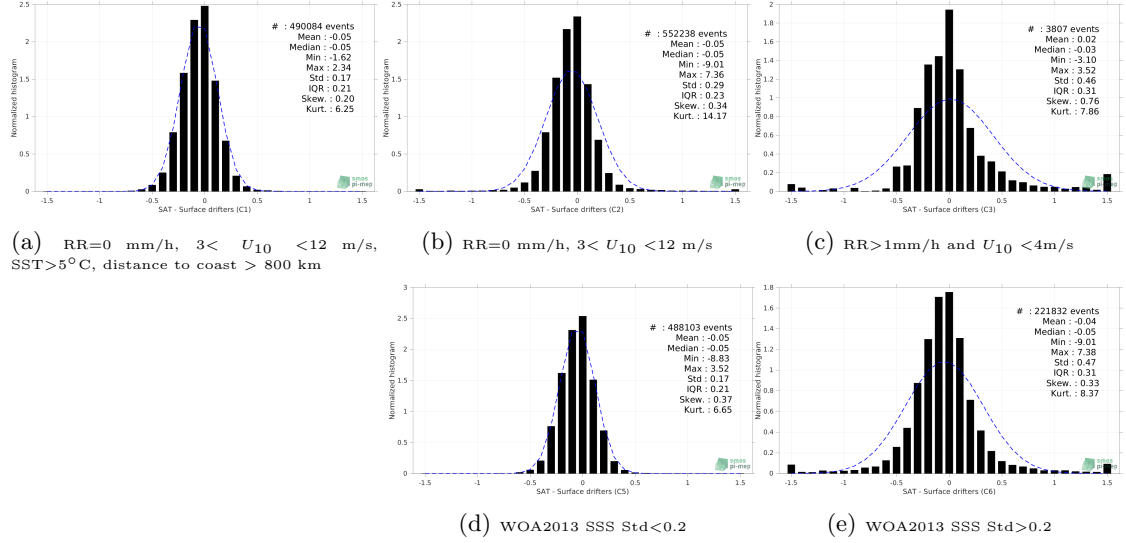 2.5
2
1.5
1
0.5
0
Normalized histogram
# : 490084 events
Mean : -0.05
Median : -0.05
Min : -1.62
Max : 2.34
Std : 0.17
IQR : 0.21
Skew. : 0.20
Kurt. : 6.25
smos
pi-mep
-1.5 -1 -0.5 0 0.5 1 1.5
SAT - Surface drifters (C1)
(a) RR=0 mm/h, 3< U10 <12 m/s,
SST>5°C, distance to coast > 800 km
2.5
2
1.5
1
0.5
0
Normalized histogram
# : 552238 events
Mean : -0.05
Median : -0.05
Min : -9.01
Max : 7.36
Std : 0.29
IQR : 0.23
Skew. : 0.34
Kurt. : 14.17
smos
pi-mep
-1.5 -1 -0.5 0 0.5 1 1.5
SAT - Surface drifters (C2)
(b) RR=0 mm/h, 3< U10 <12 m/s
2
1.8
1.6
1.4
1.2
1
0.8
0.6
0.4
0.2
0
Normalized histogram
# : 3807 events
Mean : 0.02
Median : -0.03
Min : -3.10
Max : 3.52
Std : 0.46
IQR : 0.31
Skew. : 0.76
Kurt. : 7.86
smos
pi-mep
-1.5 -1 -0.5 0 0.5 1 1.5
SAT - Surface drifters (C3)
(c) RR>1mm/h and U10 <4m/s
3
2.5
2
1.5
1
0.5
0
Normalized histogram
# : 488103 events
Mean : -0.05
Median : -0.05
Min : -8.83
Max : 3.52
Std : 0.17
IQR : 0.21
Skew. : 0.37
Kurt. : 6.65
smos
pi-mep
-1.5 -1 -0.5 0 0.5 1 1.5
SAT - Surface drifters (C5)
(d) WOA2013 SSS Std<0.2
1.8
1.6
1.4
1.2
1
0.8
0.6
0.4
0.2
0
Normalized histogram
# : 221832 events
Mean : -0.04
Median : -0.05
Min : -9.01
Max : 7.38
Std : 0.47
IQR : 0.31
Skew. : 0.33
Kurt. : 8.37
smos
pi-mep
-1.5 -1 -0.5 0 0.5 1 1.5
SAT - Surface drifters (C6)
(e) WOA2013 SSS Std>0.2